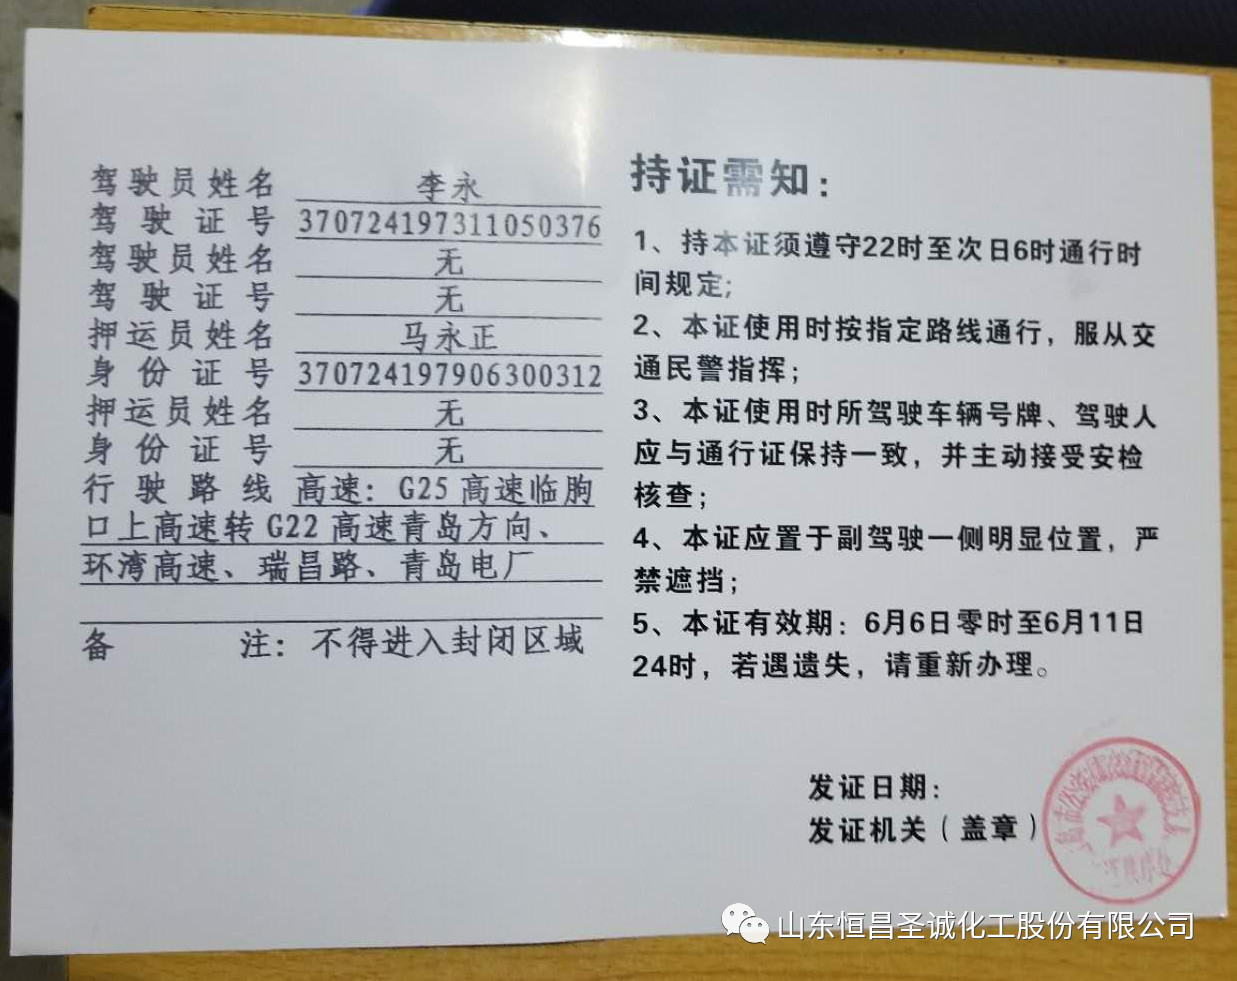 驾驶员姓名 李永
驾驶证号 370724197311050376
驾驶员姓名 无
驾驶证号 无
押运员姓名 马永正
身份证号 370724197906300312
押运员姓名 无
身份证号 无
行驶路线 高速：G25高速临朐
口上高速转G22高速青岛方向、
环湾高速、瑞昌路、青岛电厂
备注：不得进入封闭区域
持证需知：
1、持本证须遵守22时至次日6时通行时
间规定；
2、本证使用时按指定路线通行，服从交
通民警指挥；
3、本证使用时所驾驶车辆号牌、驾驶人
应与通行证保持一致，并主动接受安检
核查；
4、本证应置于副驾驶一侧明显位置，严
禁遮挡；
5、本证有效期：6月6日零时至6月11日
24时，若遇遗失，请重新办理。
发证日期：
发证机关（盖章）
山东恒昌圣诚化工股份有限公司